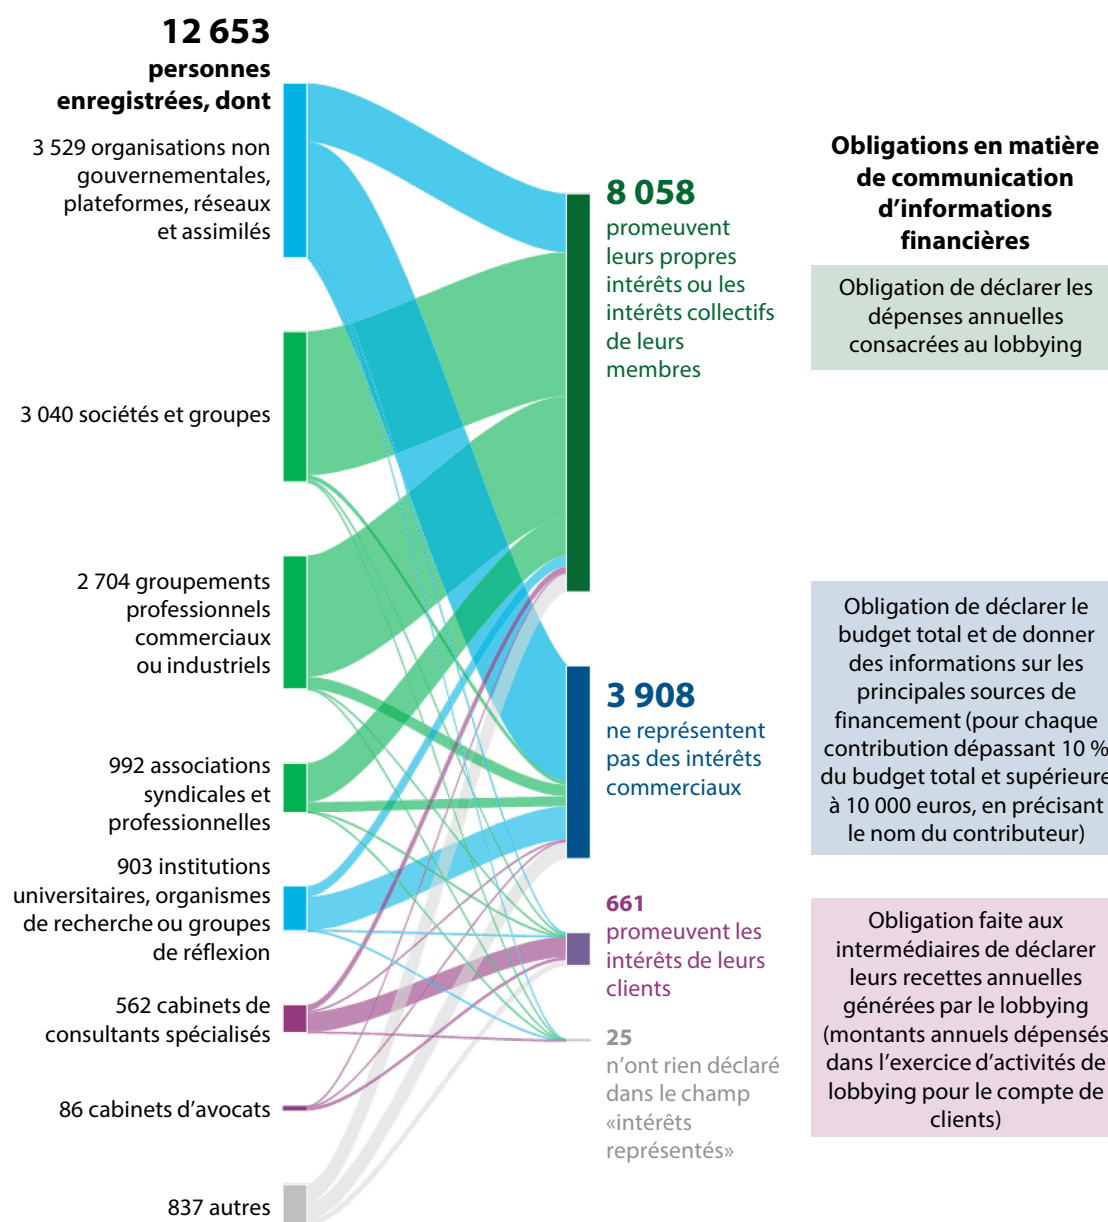 12 653
personnes
enregistrées, dont
3 529 organisations non
gouvernementales,
plateformes, réseaux
et assimilés
3 040 sociétés et groupes
2 704 groupements
professionnels
commerciaux
ou industriels
992 associations
syndicales et
professionnelles
903 institutions
universitaires, organismes
de recherche ou groupes
de réflexion
562 cabinets de
consultants spécialisés
86 cabinets d’avocats
837 autres
8 058
promeuvent
leurs propres
intérêts ou les
intérêts collectifs
de leurs
membres
3 908
ne représentent
pas des intérêts
commerciaux
661
promeuvent les
intérêts de leurs
clients
25
n’ont rien déclaré
dans le champ
«intérêts
représentés»
Obligations en matière
de communication
d’informations
financières
Obligation de déclarer les
dépenses annuelles
consacrées au lobbying
Obligation de déclarer le
budget total et de donner
des informations sur les
principales sources de
financement (pour chaque
contribution dépassant 10 %
du budget total et supérieure
à 10 000 euros, en précisant
le nom du contributeur)
Obligation faite aux
intermédiaires de déclarer
leurs recettes annuelles
générées par le lobbying
(montants annuels dépensés
dans l’exercice d’activités de
lobbying pour le compte de
clients)